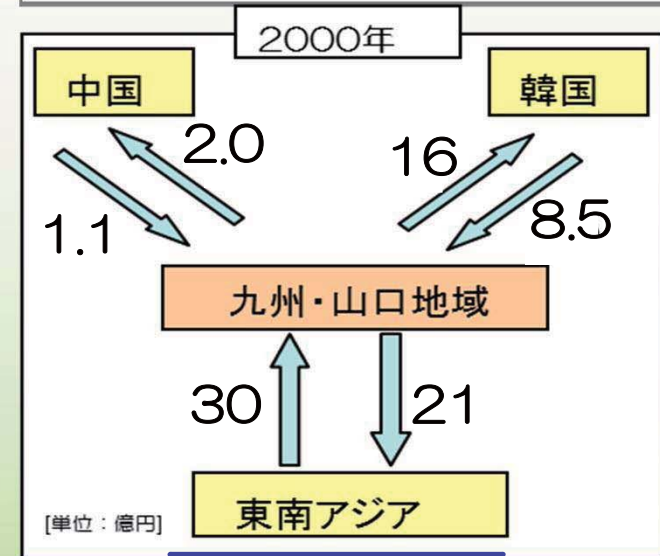 2000年
中国
韓国
2.0
16
1.1
8.5
九州・山口地域
30
21
東南アジア
[単位：億円]